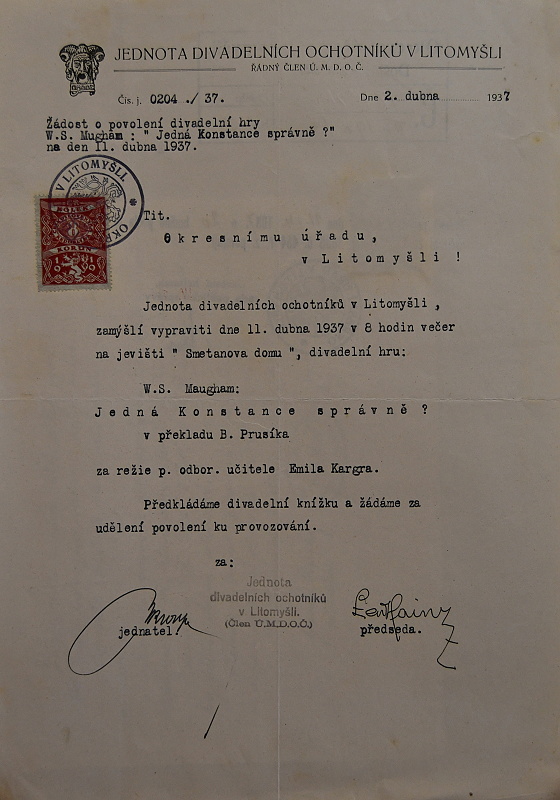 JEDNOTA DIVADELNÍCH OCHOTNÍKŮ V LITOMYŠLI
ŘÁDNÝ ČLEN Ú. M. D. O. Č.
Čís. j. 0204 ./ 37.
Dne 2. dubna 1937
Žádost o povolení divadelní hry
W.S. Mugham : " Jedná Konstance správně ?"
na den 11. dubna 1937.
V LITOMYŠLI.
KOLEK
8
KORUN
Tit.
Okresnímu úřadu,
v Litomyšli !
Jednota divadelních ochotníků v Litomyšli ,
zamýšlí vypraviti dne 11. dubna 1937 v 8 hodin večer
na jevišti " Smetanova domu ", divadelní hru:
W.S. Maugham:
Jedná Konstance správně ?
v překladu B. Prusíka
za režie p. odbor. učitele Emila Kargra.
Předkládáme divadelní knížku a žádáme za
udělení povolení ku provozování.
za:
Jednota
divadelních ochotníků
v Litomyšli.
(Člen Ú.M.D.O.Č.)
jednatel.
předseda.